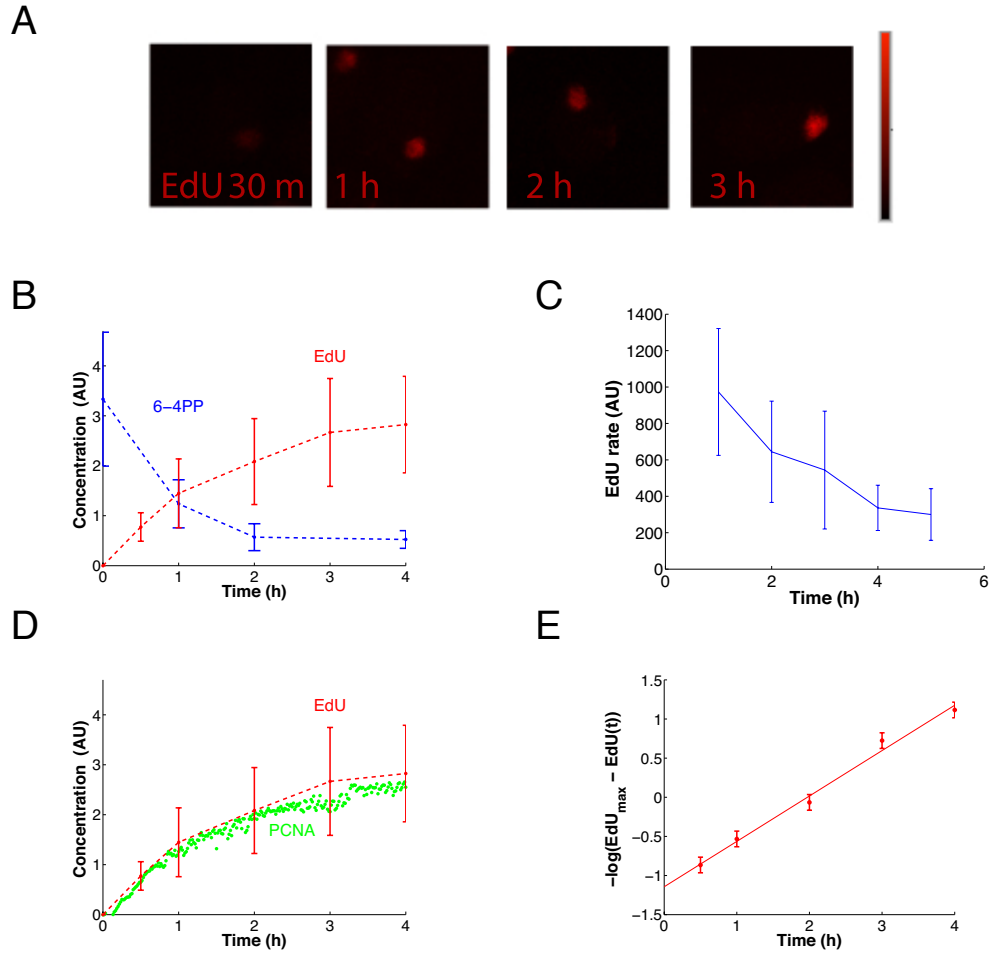 A
EdU 30 m
1 h
2 h
3 h
B
Concentration (AU)
4
3
2
1
0
EdU
6-4PP
0 1 2 3 4
Time (h)
C
EdU rate (AU)
1400
1200
1000
800
600
400
200
0
0 2 4 6
Time (h)
D
Concentration (AU)
4
3
2
1
0
EdU
PCNA
0 1 2 3 4
Time (h)
E
−log(EdU_max − EdU(t))
1.5
1
0.5
0
−0.5
−1
−1.5
0 1 2 3 4
Time (h)